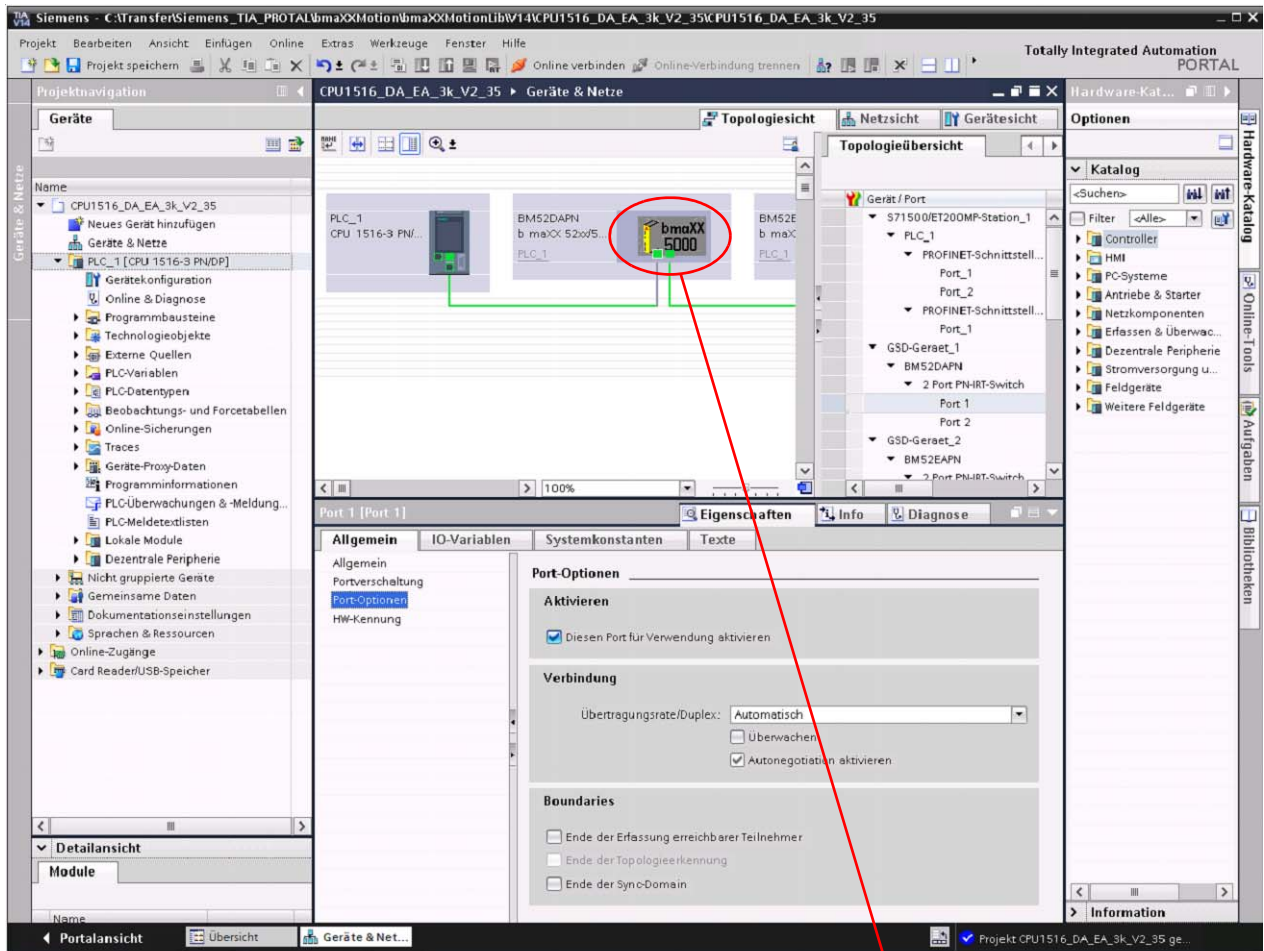 Siemens - C:\Transfer\Siemens_TIA_PROTAL\bmaXXMotion\bmaXXMotionLib\V14\CPU1516_DA_EA_3k_V2_35\CPU1516_DA_EA_3k_V2_35
Projekt Bearbeiten Ansicht Einfügen Online Extras Werkzeuge Fenster Hilfe
Totally Integrated Automation
PORTAL
Projekt speichern
Online verbinden
Online-Verbindung trennen
Projektnavigation
Geräte
Geräte & Netze
Name
CPU1516_DA_EA_3k_V2_35
Neues Gerät hinzufügen
Geräte & Netze
PLC_1 [CPU 1516-3 PN/DP]
Gerätekonfiguration
Online & Diagnose
Programmbausteine
Technologieobjekte
Externe Quellen
PLC-Variablen
PLC-Datentypen
Beobachtungs- und Forcetabellen
Online-Sicherungen
Traces
Geräte-Proxy-Daten
Programminformationen
PLC-Überwachungen & -Meldung...
PLC-Meldetextlisten
Lokale Module
Dezentrale Peripherie
Nicht gruppierte Geräte
Gemeinsame Daten
Dokumentationseinstellungen
Sprachen & Ressourcen
Online-Zugänge
Card Reader/USB-Speicher
Detailansicht
Module
Name
CPU1516_DA_EA_3k_V2_35 Geräte & Netze
Topologiesicht
Netzsicht
Gerätesicht
PLC_1
CPU 1516-3 PN/...
BM52DAPN
b maXX 52xx/5...
PLC_1
bmaXX
5000
BM52E
b maX
PLC_1
100%
Topologieübersicht
Gerät / Port
S71500/ET200MP-Station_1
PLC_1
PROFINET-Schnittstell...
Port_1
Port_2
PROFINET-Schnittstell...
Port_1
GSD-Geraet_1
BM52DAPN
2 Port PN-IRT-Switch
Port 1
Port 2
GSD-Geraet_2
BM52EAPN
2 Port PN-IRT-Switch
Port 1 [Port 1]
Eigenschaften
Info
Diagnose
Allgemein
IO-Variablen
Systemkonstanten
Texte
Allgemein
Portverschaltung
Port-Optionen
HW-Kennung
Port-Optionen
Aktivieren
Diesen Port für Verwendung aktivieren
Verbindung
Übertragungsrate/Duplex: Automatisch
Überwachen
Autonegotiation aktivieren
Boundaries
Ende der Erfassung erreichbarer Teilnehmer
Ende der Topologieerkennung
Ende der Sync-Domain
Hardware-Kat...
Optionen
Katalog
<Suchen>
Filter <Alle>
Controller
HMI
PC-Systeme
Antriebe & Starter
Netzkomponenten
Erfassen & Überwac...
Dezentrale Peripherie
Stromversorgung u...
Feldgeräte
Weitere Feldgeräte
Information
Hardware-Katalog
Online-Tools
Aufgaben
Bibliotheken
Portalansicht
Übersicht
Geräte & Net...
Projekt CPU1516_DA_EA_3k_V2_35 ge...